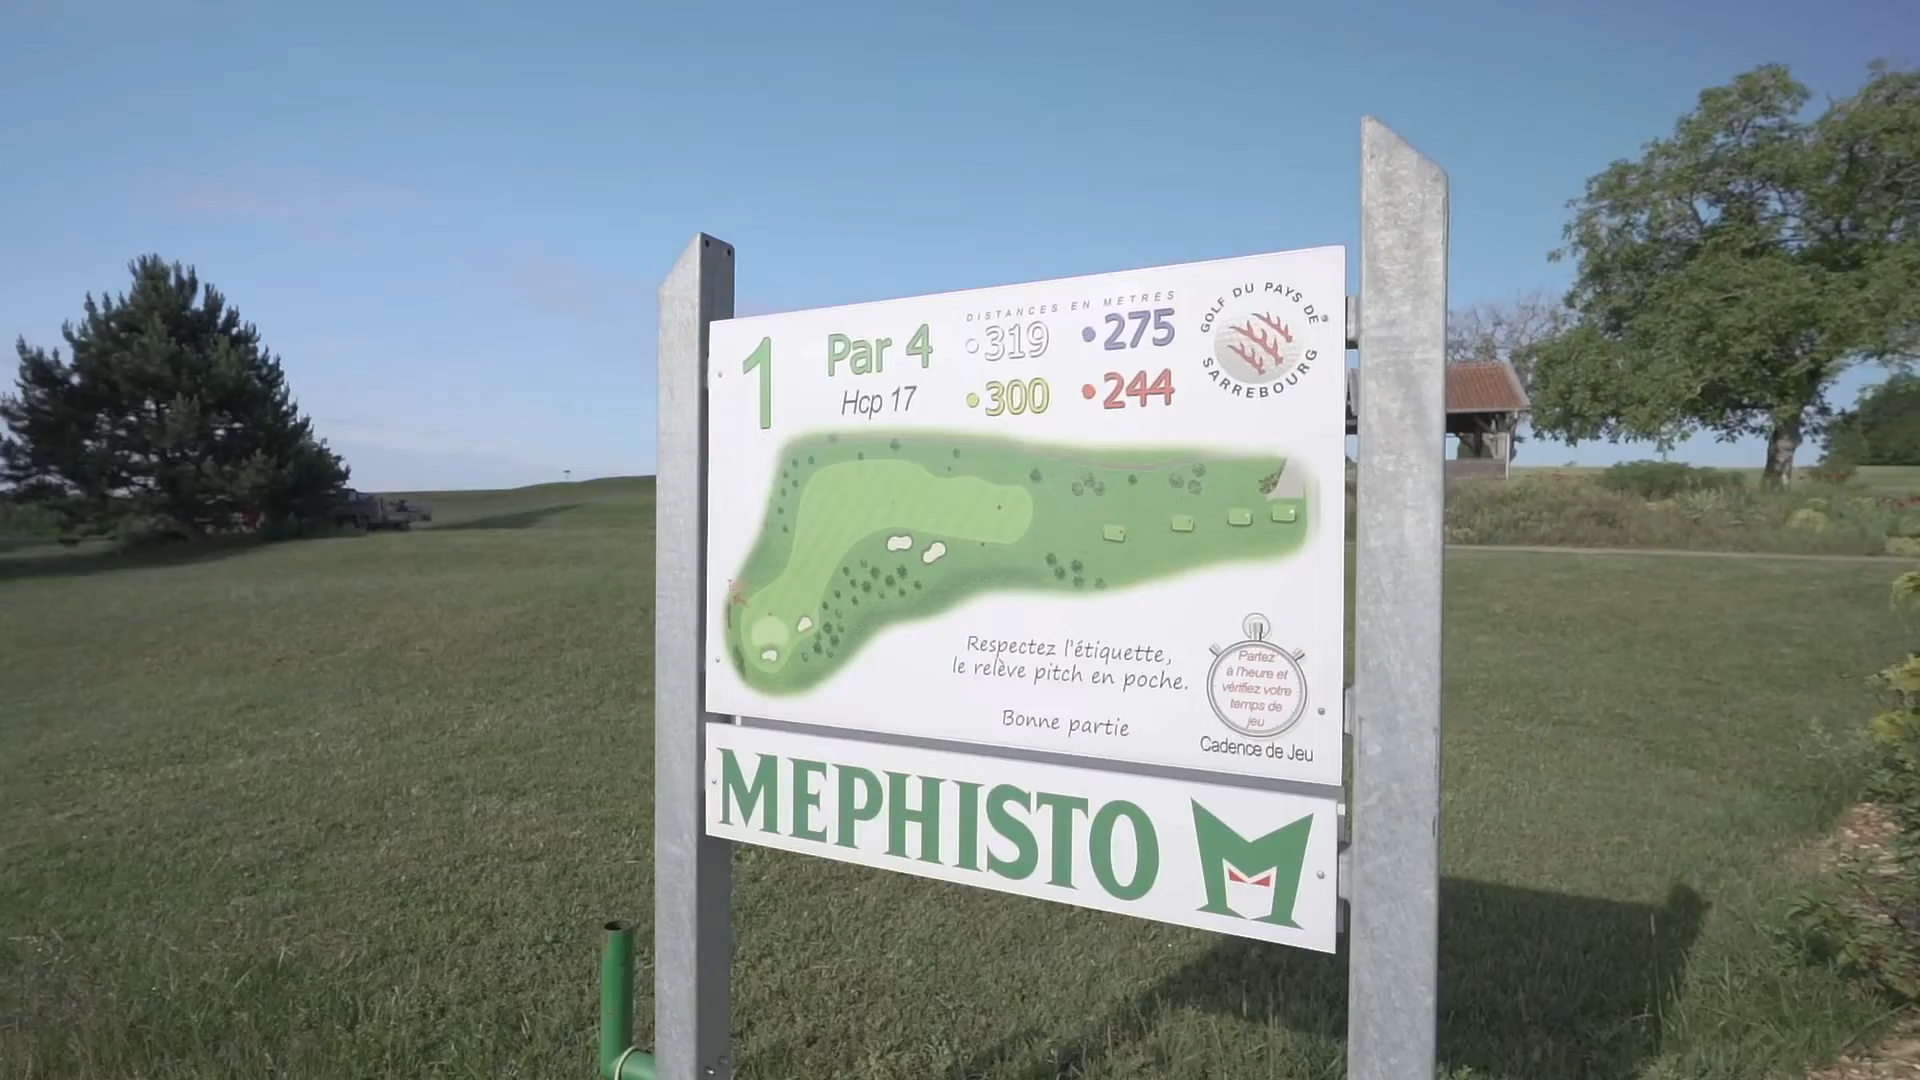 1
Par 4
Hcp 17
DISTANCES EN METRES
319
275
300
244
GOLF DU PAYS DE
SARREBOURG
Respectez l'étiquette,
le relève pitch en poche.
Bonne partie
Partez
à l'heure et
vérifiez votre
temps de
jeu
Cadence de Jeu
MEPHISTO